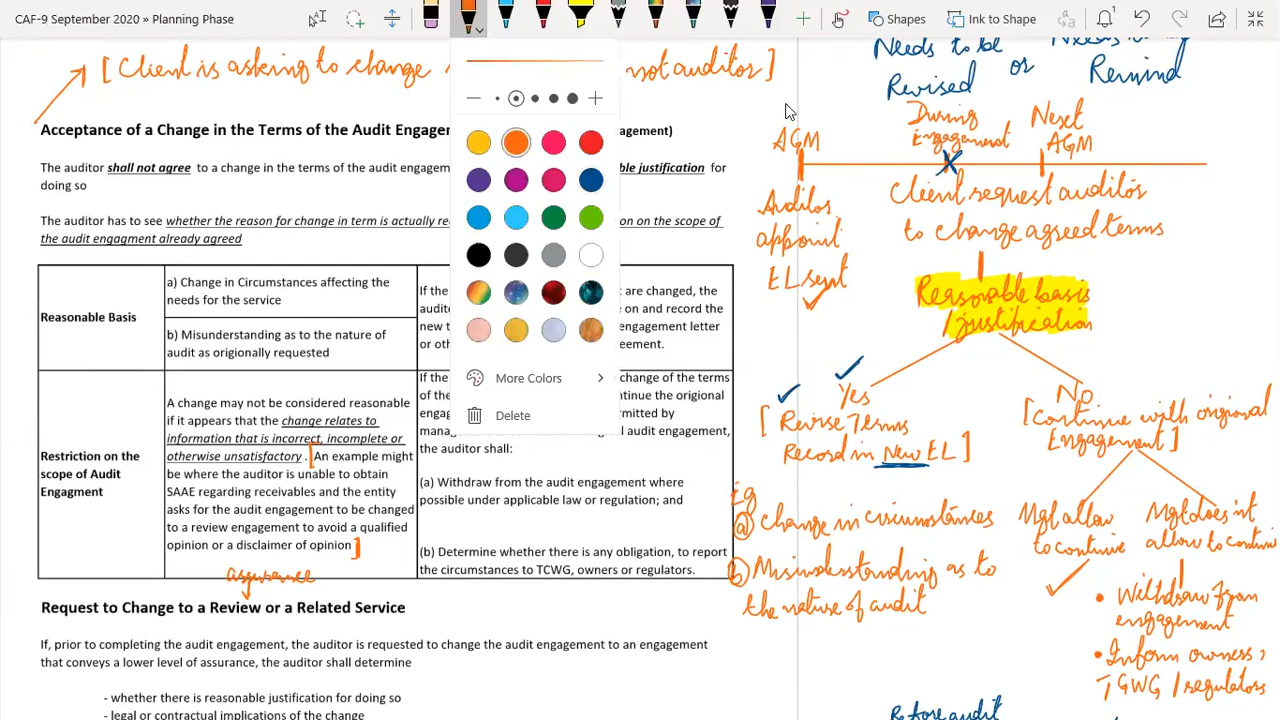 CAF-9 September 2020 » Planning Phase
Shapes
Ink to Shape
[ Client is asking to change
not auditor ]
Acceptance of a Change in the Terms of the Audit Engagem
gagement)
The auditor shall not agree to a change in the terms of the audit engagem
ble justification for
doing so
The auditor has to see whether the reason for change in term is actually re
on on the scope of
the audit engagment already agreed
Reasonable Basis
a) Change in Circumstances affecting the
needs for the service
b) Misunderstanding as to the nature of
audit as origionally requested
If the
are changed, the
audito
e on and record the
new t
engagement letter
or oth
eement.
Restriction on the
scope of Audit
Engagment
A change may not be considered reasonable
if it appears that the change relates to
information that is incorrect, incomplete or
otherwise unsatisfactory . [An example might
be where the auditor is unable to obtain
SAAE regarding receivables and the entity
asks for the audit engagement to be changed
to a review engagement to avoid a qualified
opinion or a disclaimer of opinion ]
If the
change of the terms
of the
ntinue the origional
engag
rmitted by
manag
al audit engagement,
the auditor shall:
(a) Withdraw from the audit engagement where
possible under applicable law or regulation; and
(b) Determine whether there is any obligation, to report
the circumstances to TCWG, owners or regulators.
assurance
Request to Change to a Review or a Related Service
If, prior to completing the audit engagement, the auditor is requested to change the audit engagement to an engagement
that conveys a lower level of assurance, the auditor shall determine
- whether there is reasonable justification for doing so
- legal or contractual implications of the change
More Colors
Delete
Needs to be
Revised
or
Remind
AGM
During
Engagement
Next
AGM
Auditor
appoint
EL sent
Client request auditor
to change agreed terms
Reasonable basis
/justification
Yes
[ Revise Terms
Record in New EL ]
No
[Continue with origional
Engagement]
Eg
a) Change in circumstances
b) Misunderstanding as to
the nature of audit
Mgt allow
to continue
Mgt does n't
allow to continue
• Withdraw from
engagement
• Inform owners,
TCWG / regulators
Before audit